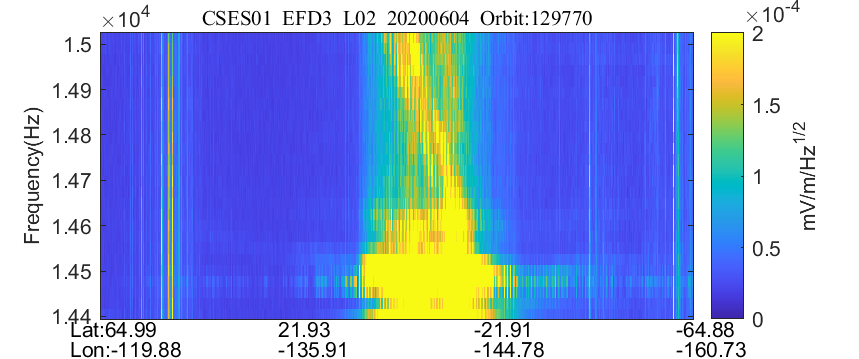 ×10⁴ CSES01 EFD3 L02 20200604 Orbit:129770 ×10⁻⁴
1.5
1.49
1.48
1.47
1.46
1.45
1.44
Frequency(Hz)
2
1.5
1
0.5
0
mV/m/Hz^1/2
Lat:64.99 21.93 -21.91 -64.88
Lon:-119.88 -135.91 -144.78 -160.73